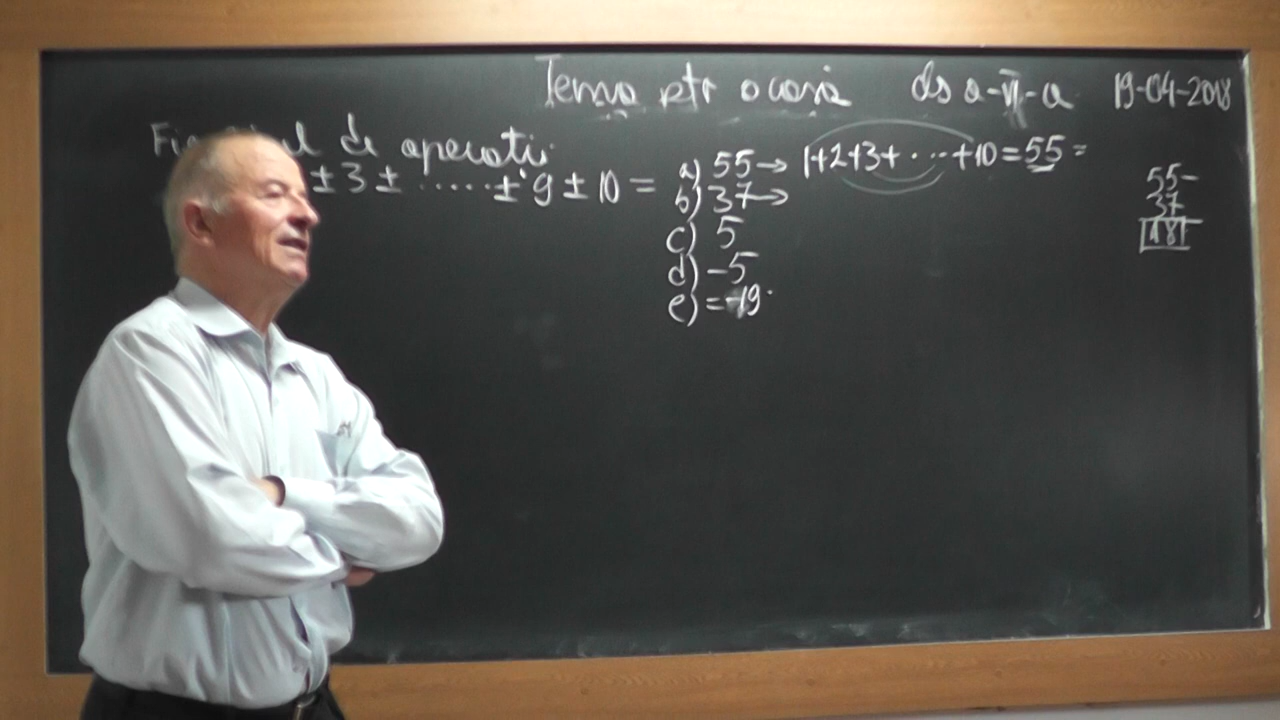 Tema ptr acasă ds a-VI-a 19-04-2018
de operatii
± 3 ± ...... ± 9 ± 10 =
a) 55 → 1+2+3+ ..... +10 = 55 =
b) 37 →
c) 5
d) -5
e) = -19.
55-
37
18